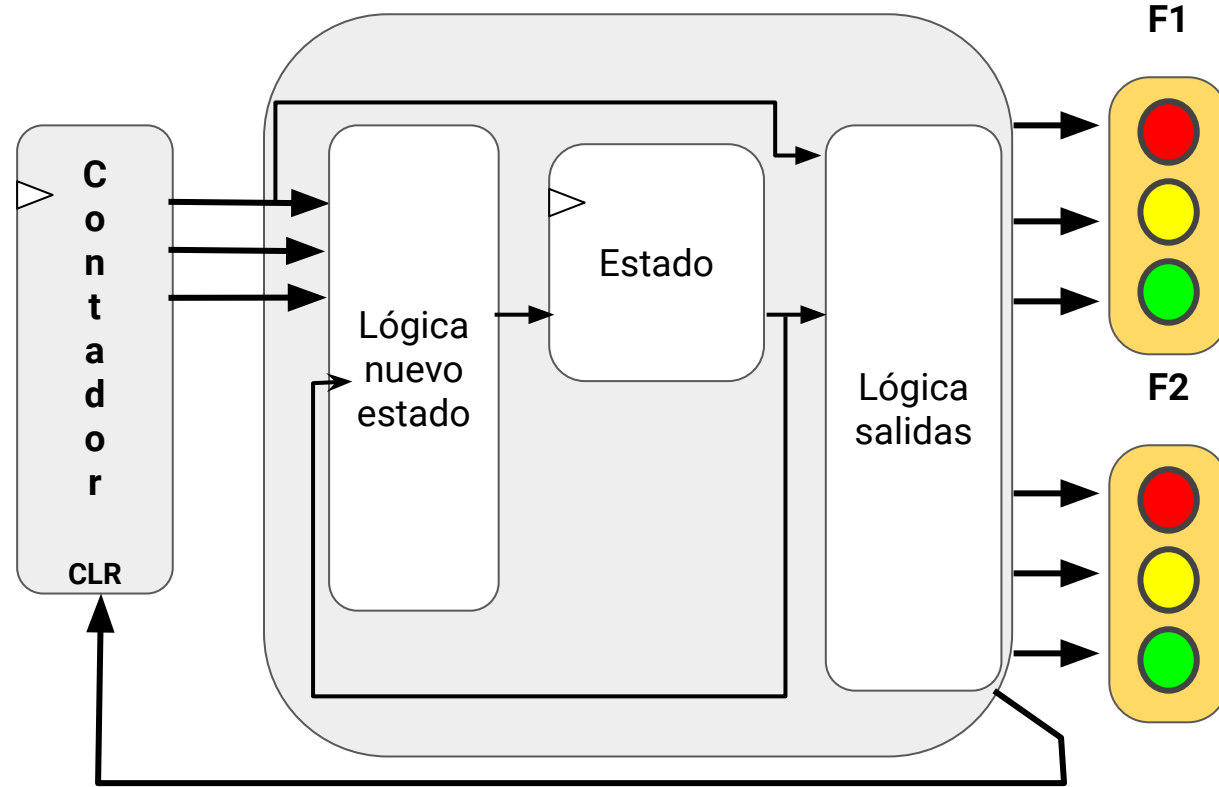 F1
C
o
n
t
a
d
o
r
CLR
Lógica
nuevo
estado
Estado
Lógica
salidas
F2